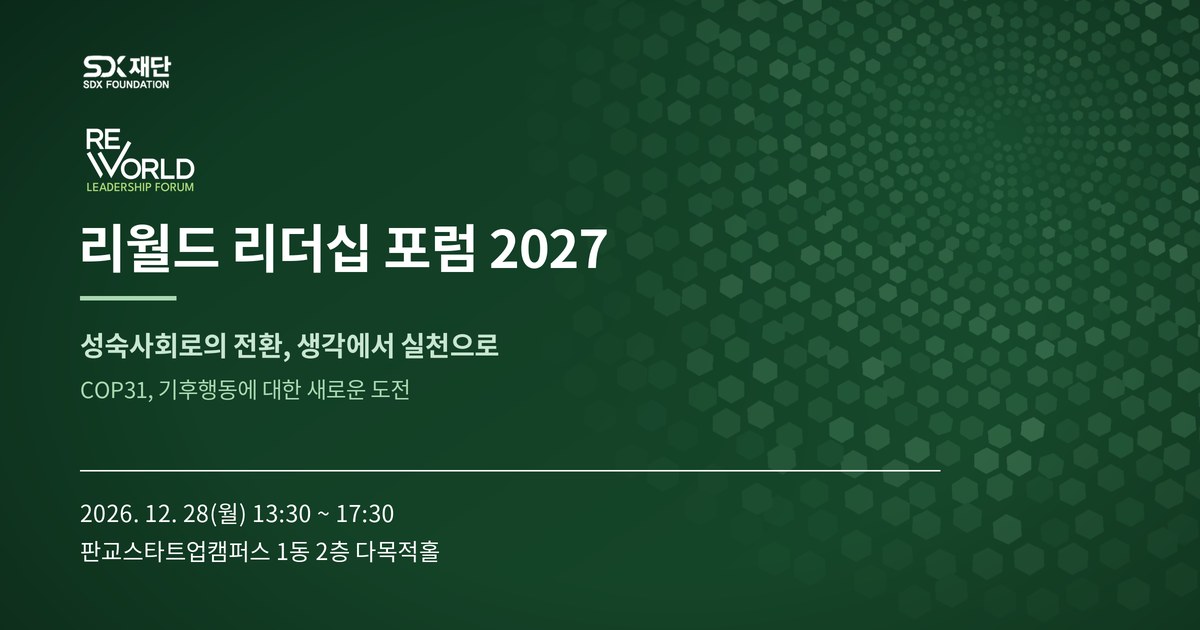 SDX재단
SDX FOUNDATION
RE
WORLD
LEADERSHIP FORUM
리월드 리더십 포럼 2027
성숙사회로의 전환, 생각에서 실천으로
COP31, 기후행동에 대한 새로운 도전
2026. 12. 28(월) 13:30 ~ 17:30
판교스타트업캠퍼스 1동 2층 다목적홀